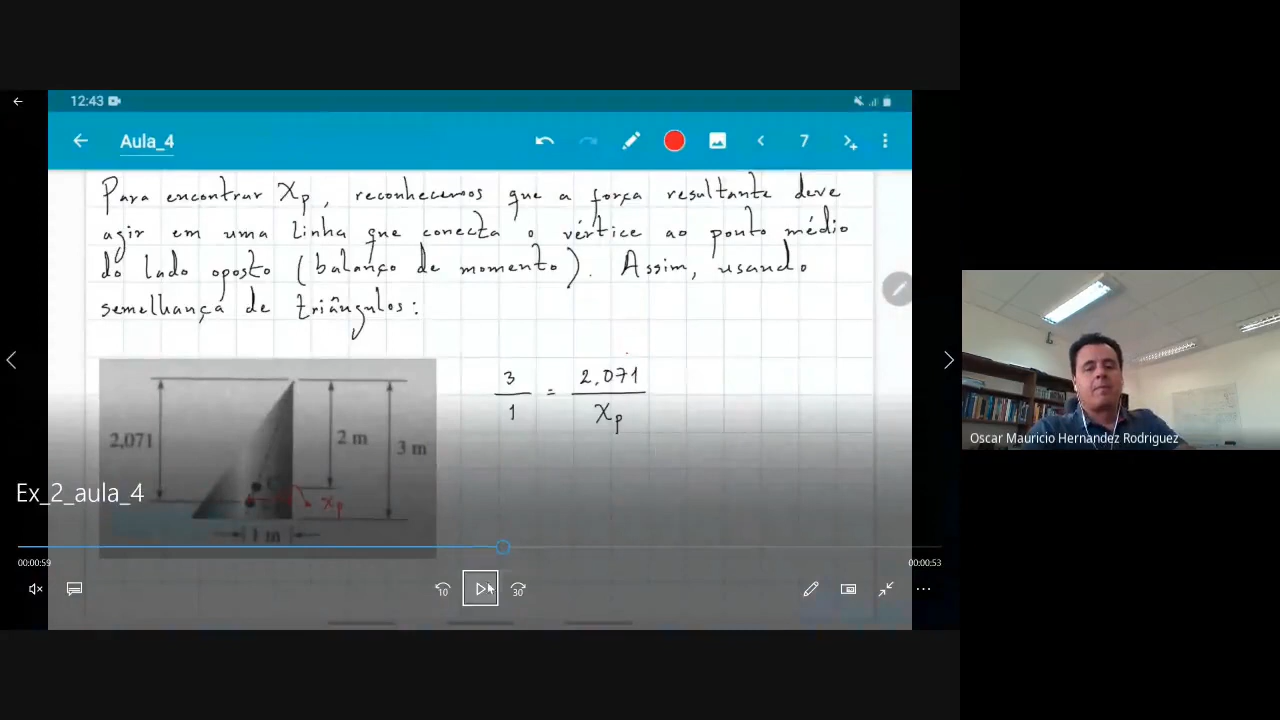 12:43
Aula_4
7
Para encontrar Xp, reconhecemos que a força resultante deve
agir em uma linha que conecta o vértice ao ponto médio
do lado oposto (balanço de momento). Assim, usando
semelhança de triângulos:
3/1 = 2,071/Xp
2,071
2 m
3 m
Xp
1 m
Ex_2_aula_4
00:00:59
00:00:53
10
30
Oscar Mauricio Hernandez Rodriguez